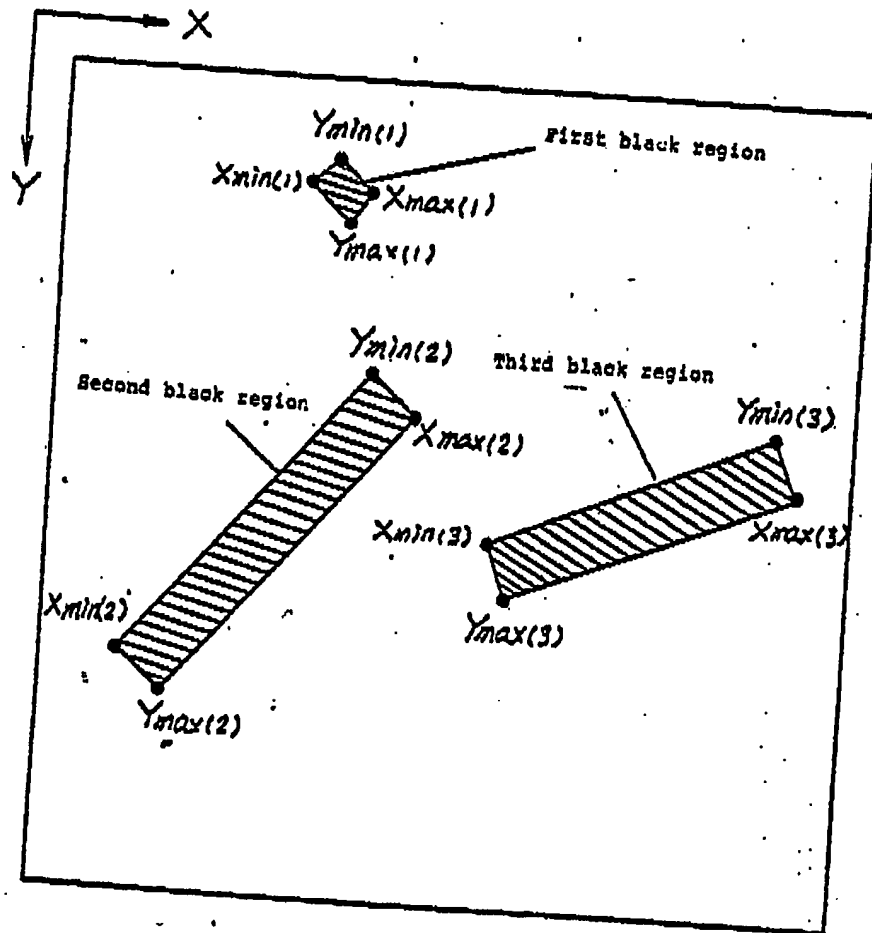 X
Y
Ymin(1)
First black region
Xmin(1)
Xmax(1)
Ymax(1)
Ymin(2)
Third black region
Second black region
Ymin(3)
Xmax(2)
Xmin(3)
Xmax(3)
Xmin(2)
Ymax(3)
Ymax(2)